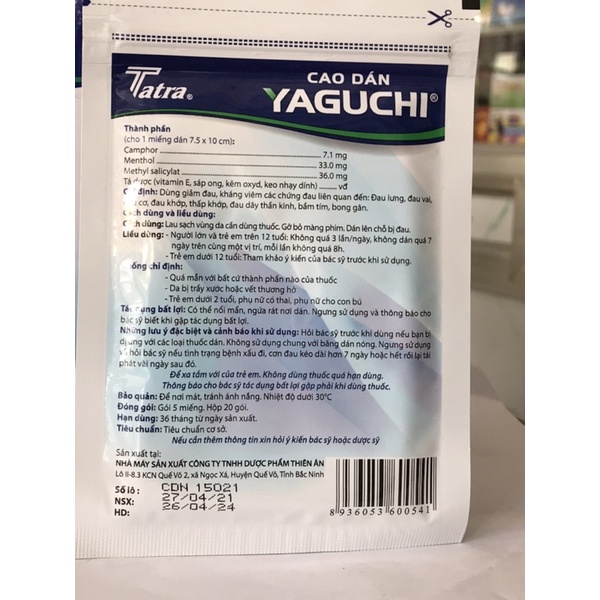 Tatra®
CAO DÁN
YAGUCHI®
Thành phần
(cho 1 miếng dán 7.5 x 10 cm):
Camphor 7.1 mg
Menthol 33.0 mg
Methyl salicylat 36.0 mg
Tá dược (vitamin E, sáp ong, kẽm oxyd, keo nhạy dính) vđ
Chỉ định: Dùng giảm đau, kháng viêm các chứng đau liên quan đến: Đau lưng, đau vai,
cơ, đau khớp, thấp khớp, đau dây thần kinh, bầm tím, bong gân.
Cách dùng và liều dùng:
Cách dùng: Lau sạch vùng da cần dùng thuốc. Gỡ bỏ màng phim. Dán lên chỗ bị đau.
Liều dùng: - Người lớn và trẻ em trên 12 tuổi: Không quá 3 lần/ngày, không dán quá 7
ngày trên cùng một vị trí, mỗi lần không quá 8h.
- Trẻ em dưới 12 tuổi: Tham khảo ý kiến của bác sỹ trước khi sử dụng.
Chống chỉ định:
- Quá mẫn với bất cứ thành phần nào của thuốc
- Da bị trầy xước hoặc vết thương hở
- Trẻ em dưới 2 tuổi, phụ nữ có thai, phụ nữ cho con bú
Tác dụng bất lợi: Có thể nổi mẩn, ngứa rát nơi dán. Ngưng sử dụng và thông báo cho
bác sỹ biết khi gặp tác dụng bất lợi.
Những lưu ý đặc biệt và cảnh báo khi sử dụng: Hỏi bác sỹ trước khi dùng nếu bạn bị
dị ứng với các loại thuốc dán. Không sử dụng chung với băng dán nóng. Ngưng sử dụng
và hỏi bác sỹ nếu tình trạng bệnh xấu đi, cơn đau kéo dài hơn 7 ngày hoặc hết rồi lại tái
phát vài ngày sau đó.
Để xa tầm với của trẻ em. Không dùng thuốc quá hạn dùng.
Thông báo cho bác sỹ tác dụng bất lợi gặp phải khi dùng thuốc.
Bảo quản: Để nơi mát, tránh ánh nắng. Nhiệt độ dưới 30°C
Đóng gói: Gói 5 miếng. Hộp 20 gói.
Hạn dùng: 36 tháng từ ngày sản xuất.
Tiêu chuẩn: Tiêu chuẩn cơ sở.
Nếu cần thêm thông tin xin hỏi ý kiến bác sỹ hoặc dược sỹ
Sản xuất tại:
NHÀ MÁY SẢN XUẤT CÔNG TY TNHH DƯỢC PHẨM THIÊN ÂN
Lô II-8.3 KCN Quế Võ 2, xã Ngọc Xá, Huyện Quế Võ, Tỉnh Bắc Ninh
Số lô: CDN 15021
NSX: 27/04/21
HD: 26/04/24
8 936053 600541